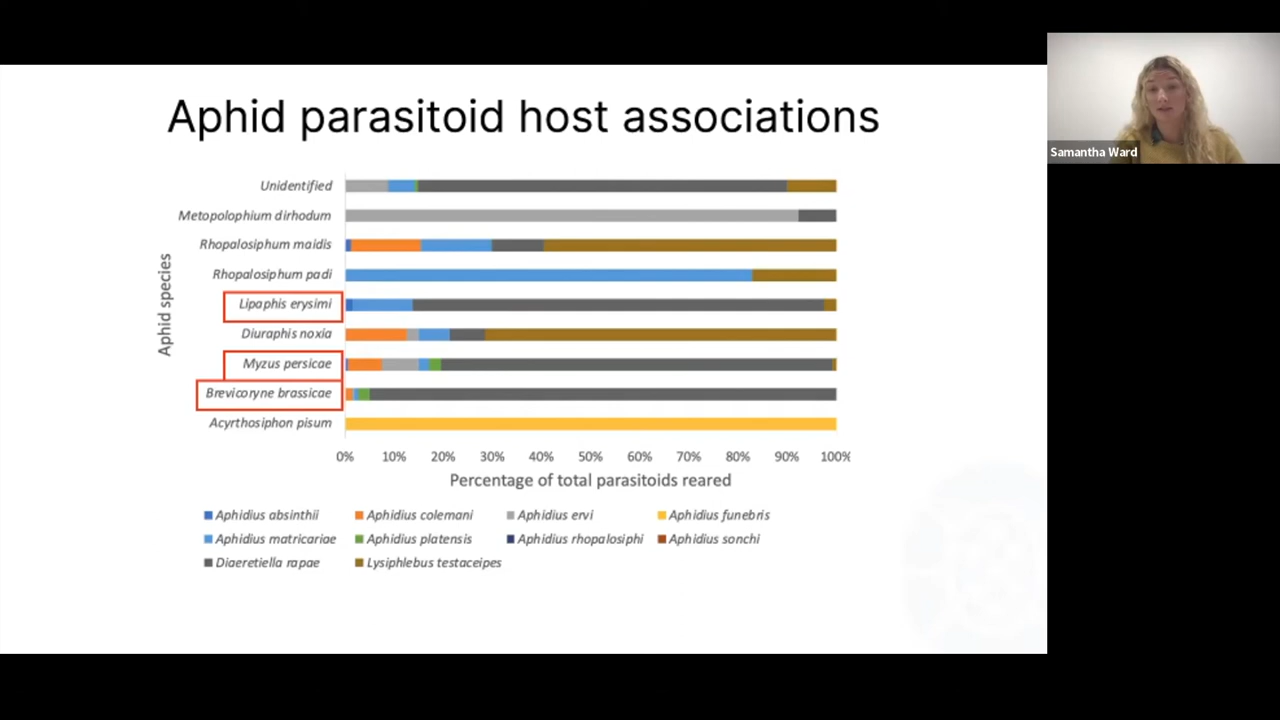 Aphid parasitoid host associations
Samantha Ward
Aphid species
Unidentified
Metopolophium dirhodum
Rhopalosiphum maidis
Rhopalosiphum padi
Lipaphis erysimi
Diuraphis noxia
Myzus persicae
Brevicoryne brassicae
Acyrthosiphon pisum
0% 10% 20% 30% 40% 50% 60% 70% 80% 90% 100%
Percentage of total parasitoids reared
Aphidius absinthii Aphidius colemani Aphidius ervi Aphidius funebris
Aphidius matricariae Aphidius platensis Aphidius rhopalosiphi Aphidius sonchi
Diaeretiella rapae Lysiphlebus testaceipes